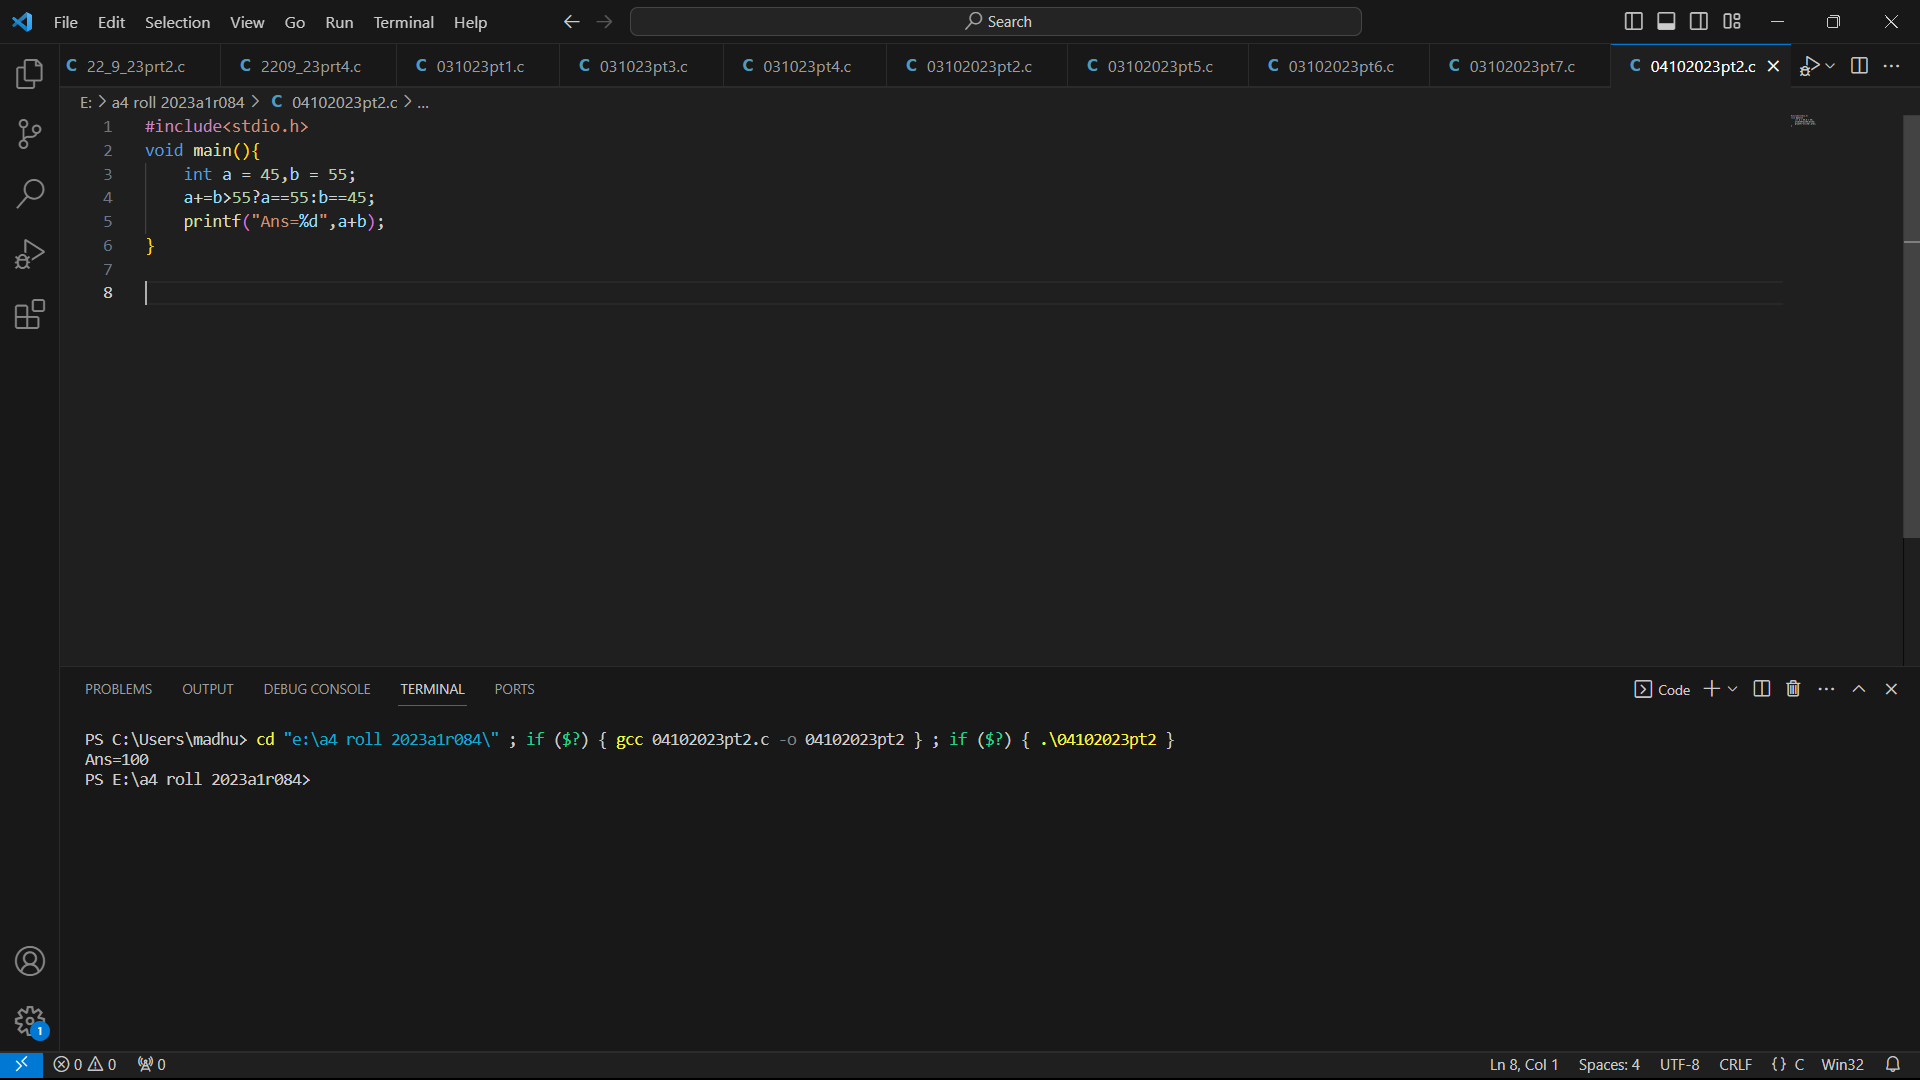 File Edit Selection View Go Run Terminal Help Search
22_9_23prt2.c 2209_23prt4.c 031023pt1.c 031023pt3.c 031023pt4.c 03102023pt2.c 03102023pt5.c 03102023pt6.c 03102023pt7.c 04102023pt2.c
E: > a4 roll 2023a1r084 > C 04102023pt2.c > ...
1 #include<stdio.h>
2 void main(){
3     int a = 45,b = 55;
4     a+=b>55?a==55:b==45;
5     printf("Ans=%d",a+b);
6 }
7
8
PROBLEMS OUTPUT DEBUG CONSOLE TERMINAL PORTS Code
PS C:\Users\madhu> cd "e:\a4 roll 2023a1r084\" ; if ($?) { gcc 04102023pt2.c -o 04102023pt2 } ; if ($?) { .\04102023pt2 }
Ans=100
PS E:\a4 roll 2023a1r084>
1
0 0 0 Ln 8, Col 1 Spaces: 4 UTF-8 CRLF {} C Win32